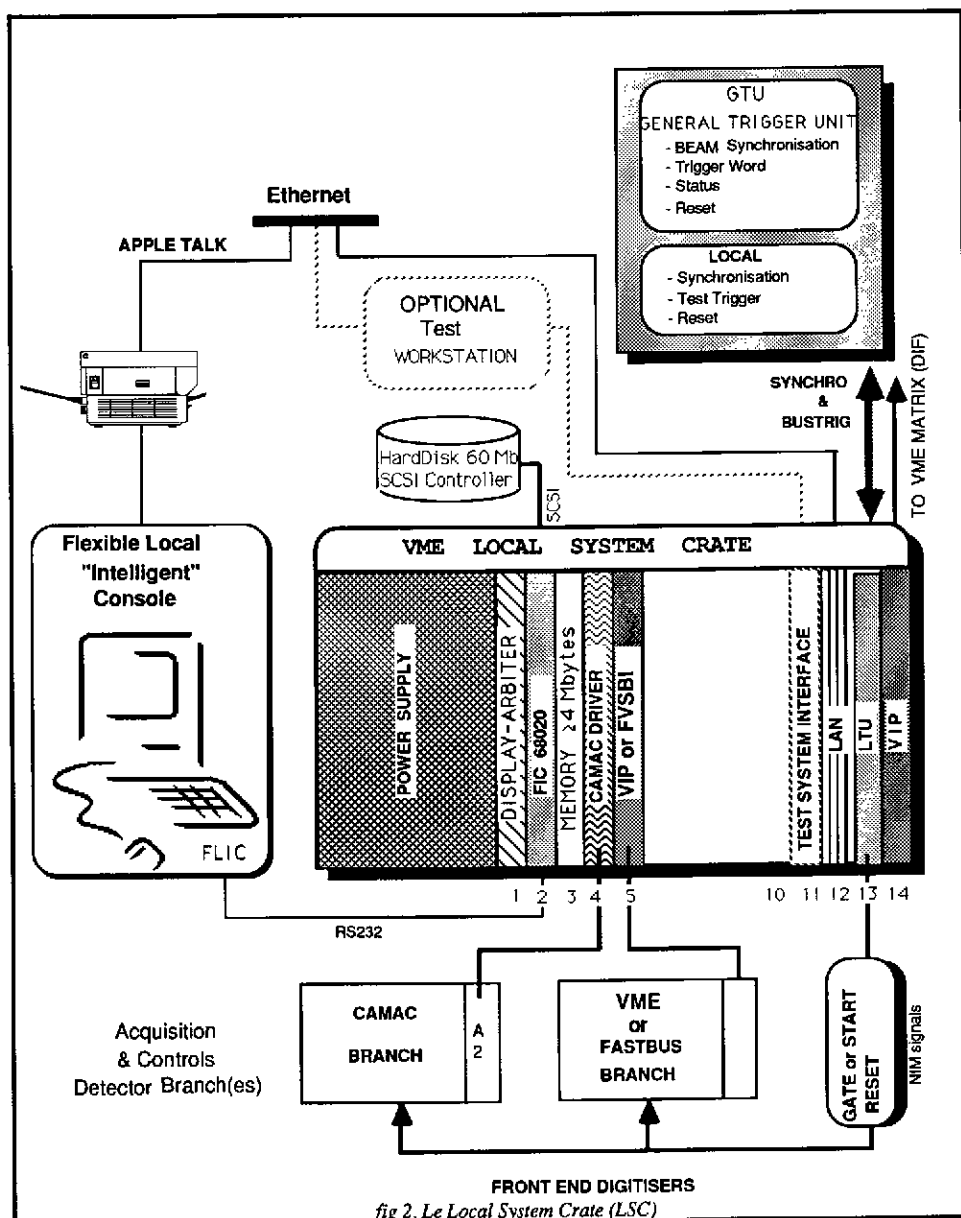 GTU
GENERAL TRIGGER UNIT
- BEAM Synchronisation
- Trigger Word
- Status
- Reset
LOCAL
- Synchronisation
- Test Trigger
- Reset
Ethernet
APPLE TALK
OPTIONAL
Test
WORKSTATION
SYNCHRO
&
BUSTRIG
TO VME MATRIX (DIF)
HardDisk 60 Mb
SCSI Controller
SCSI
Flexible Local
"Intelligent"
Console
FLIC
VME LOCAL SYSTEM CRATE
POWER SUPPLY
DISPLAY-ARBITER
FIC 68020
MEMORY ≥4 Mbytes
CAMAC DRIVER
VIP or FVSBI
TEST SYSTEM INTERFACE
LAN
LTU
VIP
1 2 3 4 5 10 11 12 13 14
RS232
CAMAC
BRANCH
A
2
VME
or
FASTBUS
BRANCH
GATE or START
RESET
NIM signals
Acquisition
& Controls
Detector Branch(es)
FRONT END DIGITISERS
fig 2. Le Local System Crate (LSC)